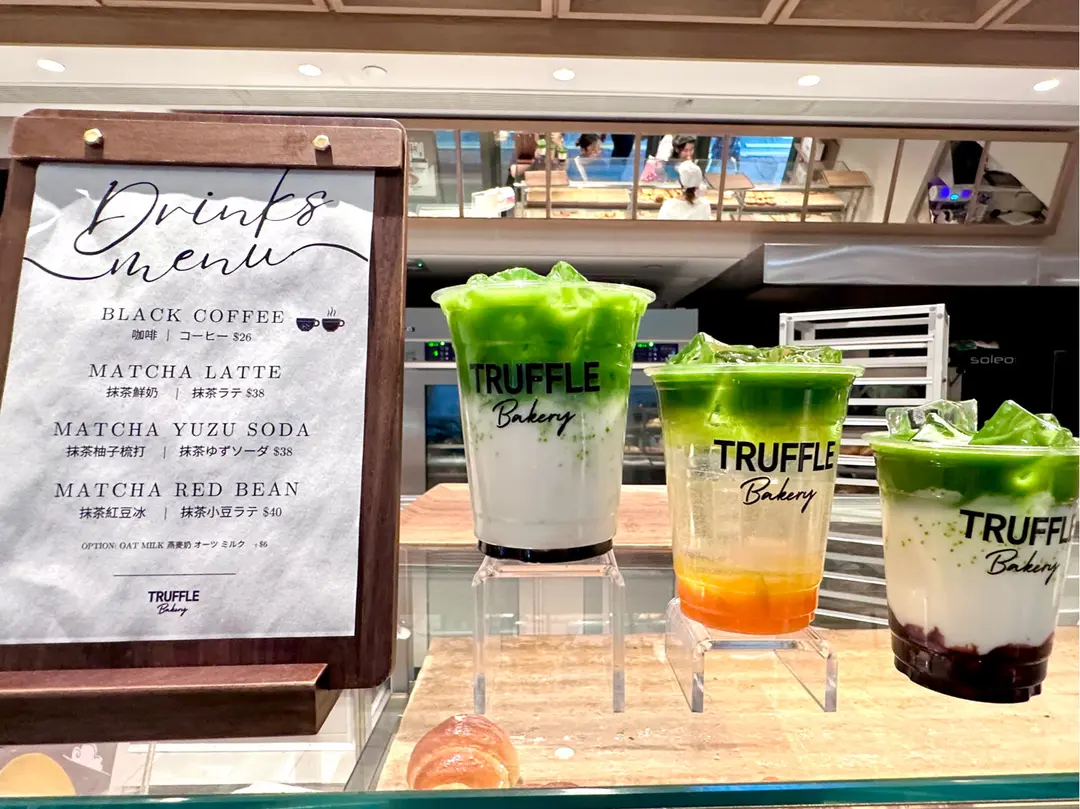 Drinks
menu
BLACK COFFEE
咖啡 | コーヒー $26
MATCHA LATTE
抹茶鮮奶 | 抹茶ラテ $38
MATCHA YUZU SODA
抹茶柚子梳打 | 抹茶ゆずソーダ $38
MATCHA RED BEAN
抹茶紅豆冰 | 抹茶小豆ラテ $40
OPTION: OAT MILK 燕麥奶 オーツ ミルク +$6
TRUFFLE
Bakery
TRUFFLE
Bakery
TRUFFLE
Bakery
TRUFFL
Bakery